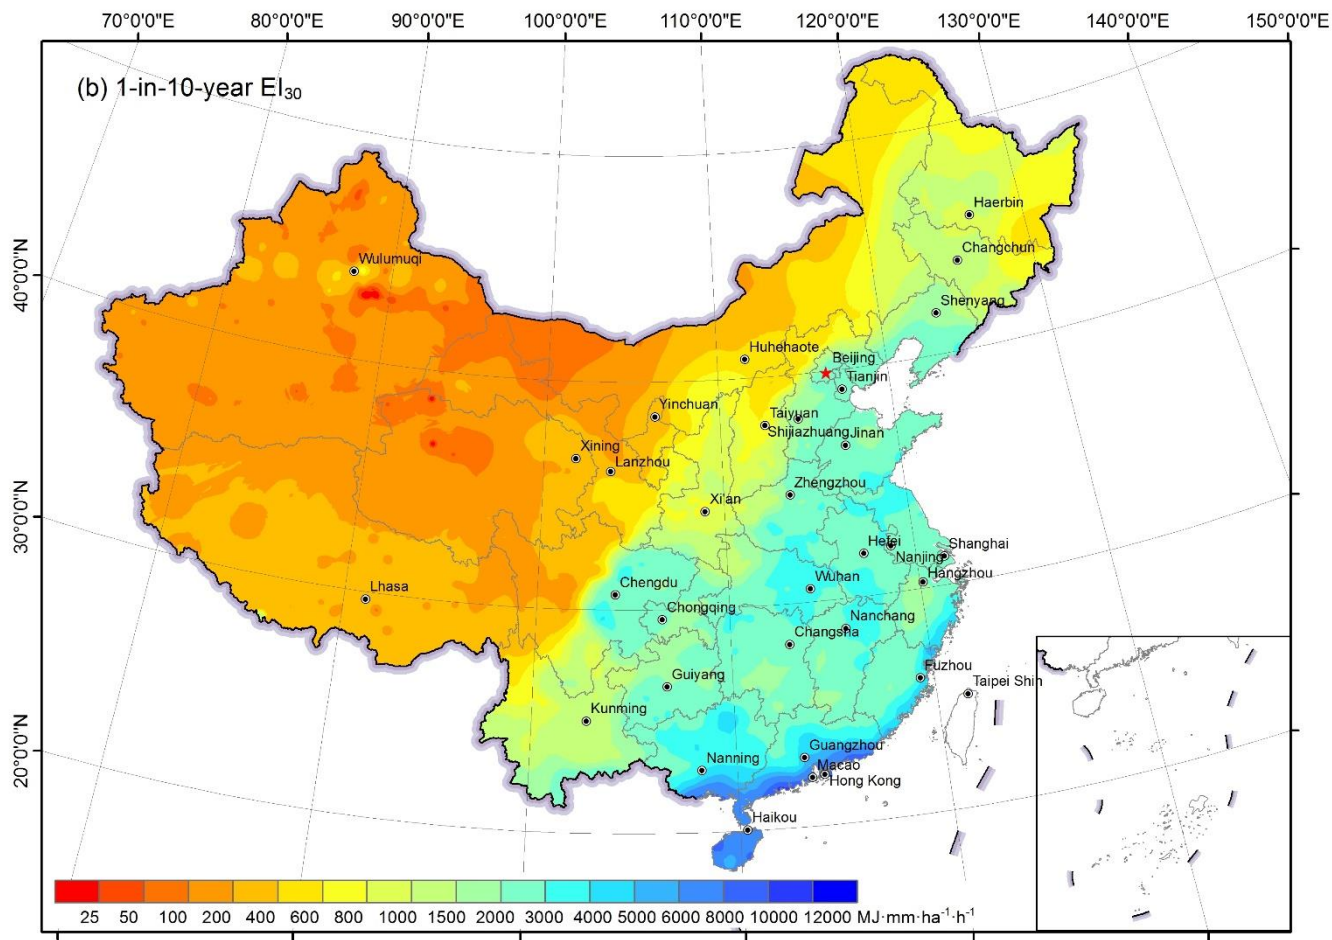 70°0'0"E 80°0'0"E 90°0'0"E 100°0'0"E 110°0'0"E 120°0'0"E 130°0'0"E 140°0'0"E 150°0'0"E
(b) 1-in-10-year EI₃₀
40°0'0"N
30°0'0"N
20°0'0"N
Haerbin
Changchun
Wulumuqi
Shenyang
Huhehaote
Beijing
Tianjin
Yinchuan
Taiyuan
Shijiazhuang
Jinan
Xining
Lanzhou
Zhengzhou
Xi'an
Hefei
Shanghai
Nanjing
Hangzhou
Chengdu
Wuhan
Lhasa
Chongqing
Nanchang
Changsha
Fuzhou
Guiyang
Taipei Shih
Kunming
Guangzhou
Nanning
Macao
Hong Kong
Haikou
25 50 100 200 400 600 800 1000 1500 2000 3000 4000 5000 6000 8000 10000 12000 MJ·mm·ha⁻¹·h⁻¹